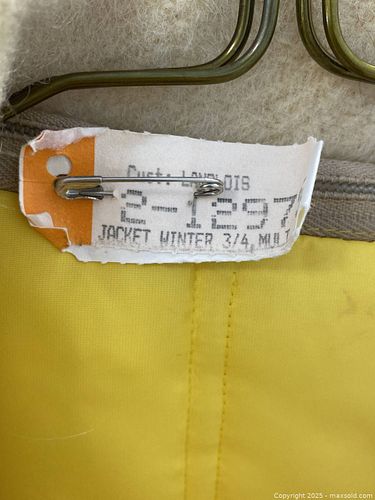 Cust: LANGLOIS
2-1297
JACKET WINTER 3/4, MULT
Copyright © 2025 - maxsold.com